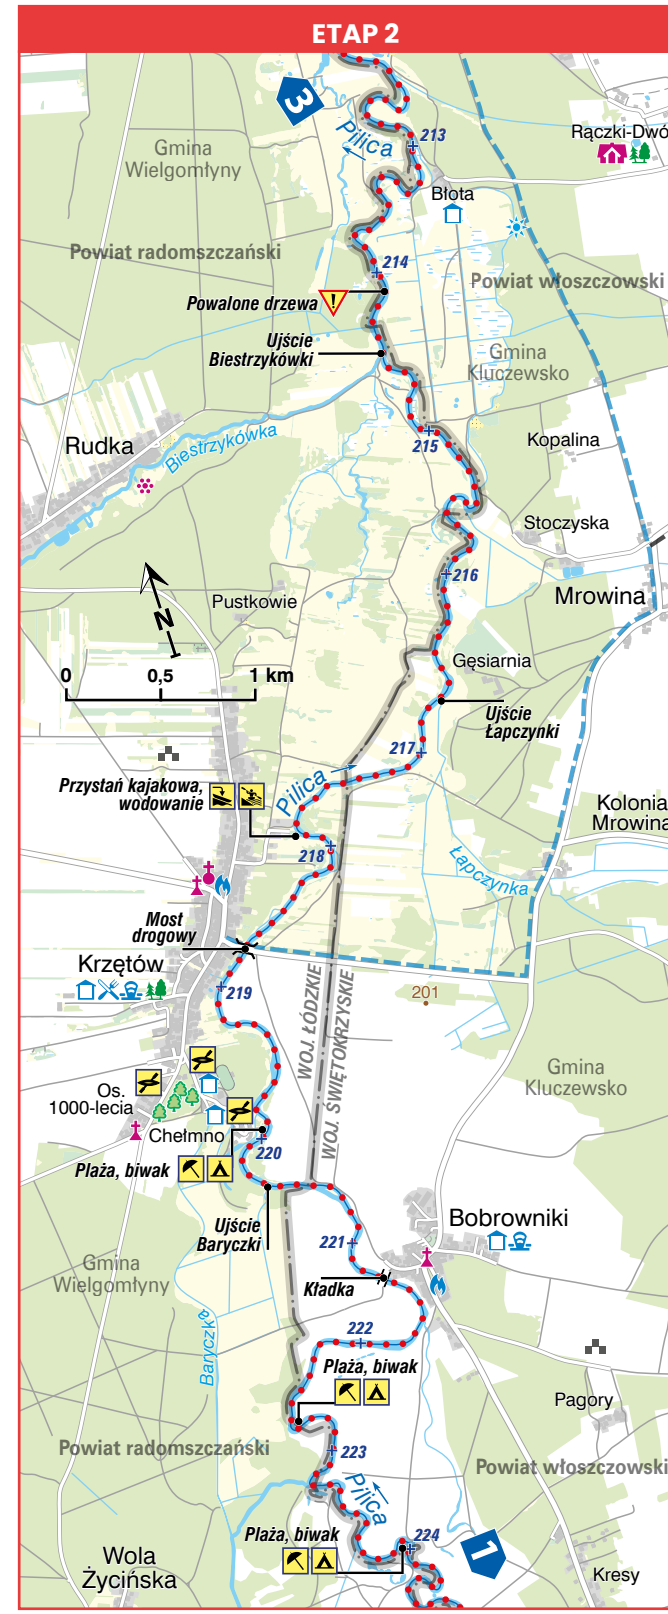 ETAP 2
3
Pilica
213
Rączki-Dwó
Gmina
Wielgomłyny
Błota
Powiat radomszczański
214
Powiat włoszczowski
Powalone drzewa
!
Ujście
Biestrzykówki
Gmina
Kluczewsko
215
Kopalina
Rudka
Biestrzykówka
Stoczyska
216
Mrowina
N
Pustkowie
Gęsiarnia
0
0,5
1 km
Ujście
Łapczynki
217
Przystań kajakowa,
wodowanie
Pilica
Kolonia
Mrowina
218
Łapczynka
Most
drogowy
Krzętów
219
WOJ. ŁÓDZKIE
WOJ. ŚWIĘTOKRZYSKIE
201
Gmina
Kluczewsko
Os.
1000-lecia
Chełmno
220
Plaża, biwak
Ujście
Baryczki
221
Bobrowniki
Gmina
Wielgomłyny
Kładka
Baryczka
222
Plaża, biwak
Pagory
Powiat radomszczański
223
Powiat włoszczowski
Pilica
Plaża, biwak
224
1
Wola
Życińska
Kresy